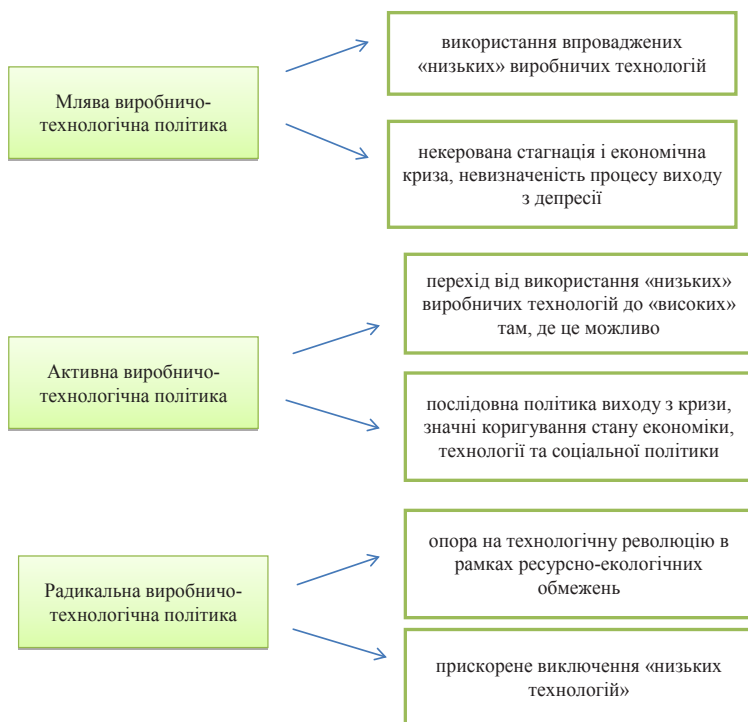 використання впроваджених
«низьких» виробничих технологій
Млява виробничо-
технологічна політика
некерована стагнація і економічна
криза, невизначеність процесу виходу
з депресії
перехід від використання «низьких»
виробничих технологій до «високих»
там, де це можливо
Активна виробничо-
технологічна політика
послідовна політика виходу з кризи,
значні коригування стану економіки,
технології та соціальної політики
опора на технологічну революцію в
рамках ресурсно-екологічних
обмежень
Радикальна виробничо-
технологічна політика
прискорене виключення «низьких
технологій»